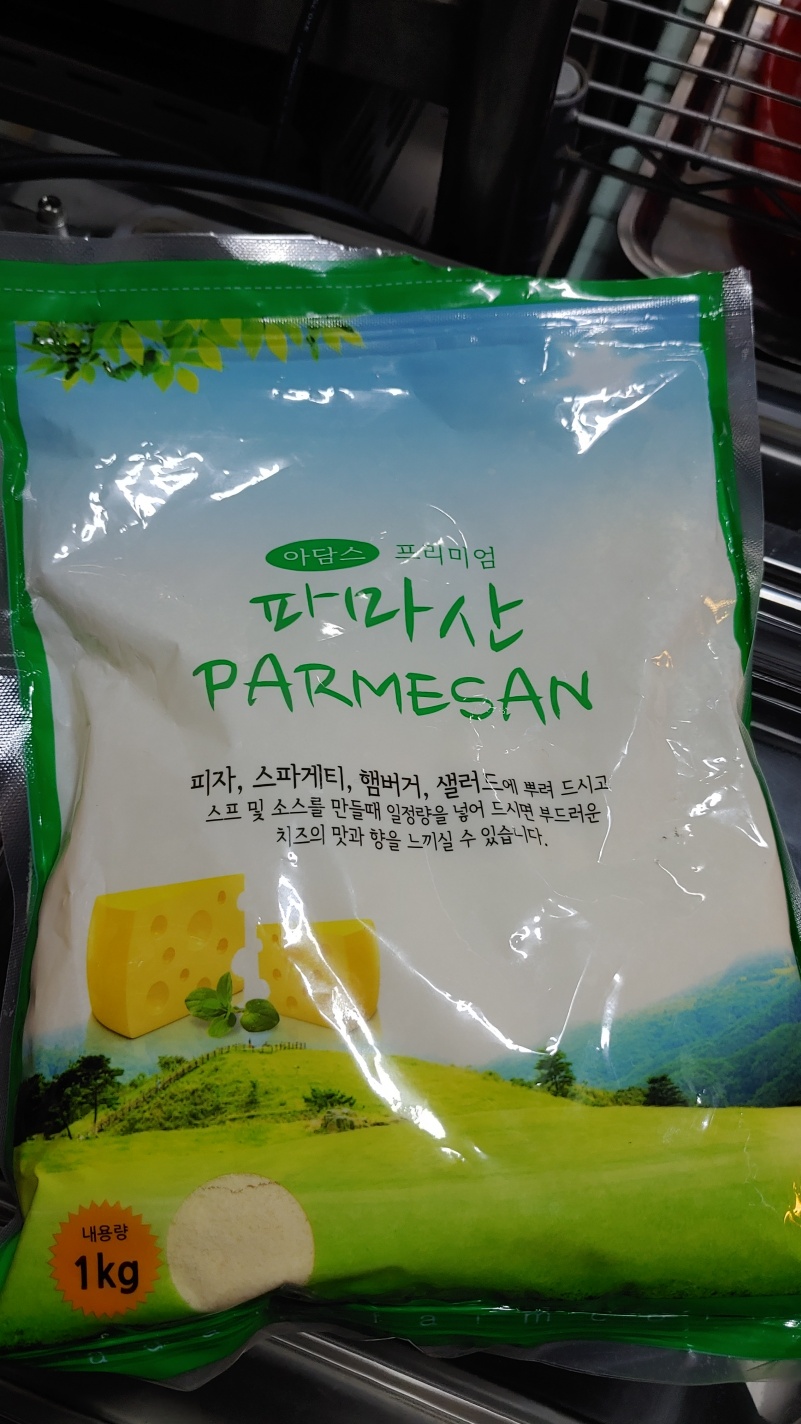 아담스 프리미엄
파마산
PARMESAN
피자, 스파게티, 햄버거, 샐러드에 뿌려 드시고
스프 및 소스를 만들때 일정량을 넣어 드시면 부드러운
치즈의 맛과 향을 느끼실 수 있습니다.
내용량
1kg